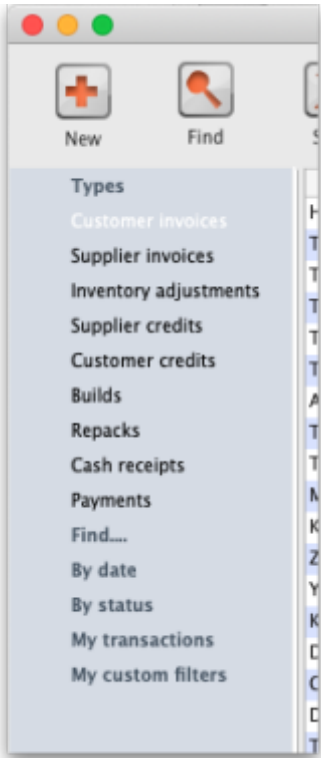 New Find
Types
Customer invoices
Supplier invoices
Inventory adjustments
Supplier credits
Customer credits
Builds
Repacks
Cash receipts
Payments
Find....
By date
By status
My transactions
My custom filters